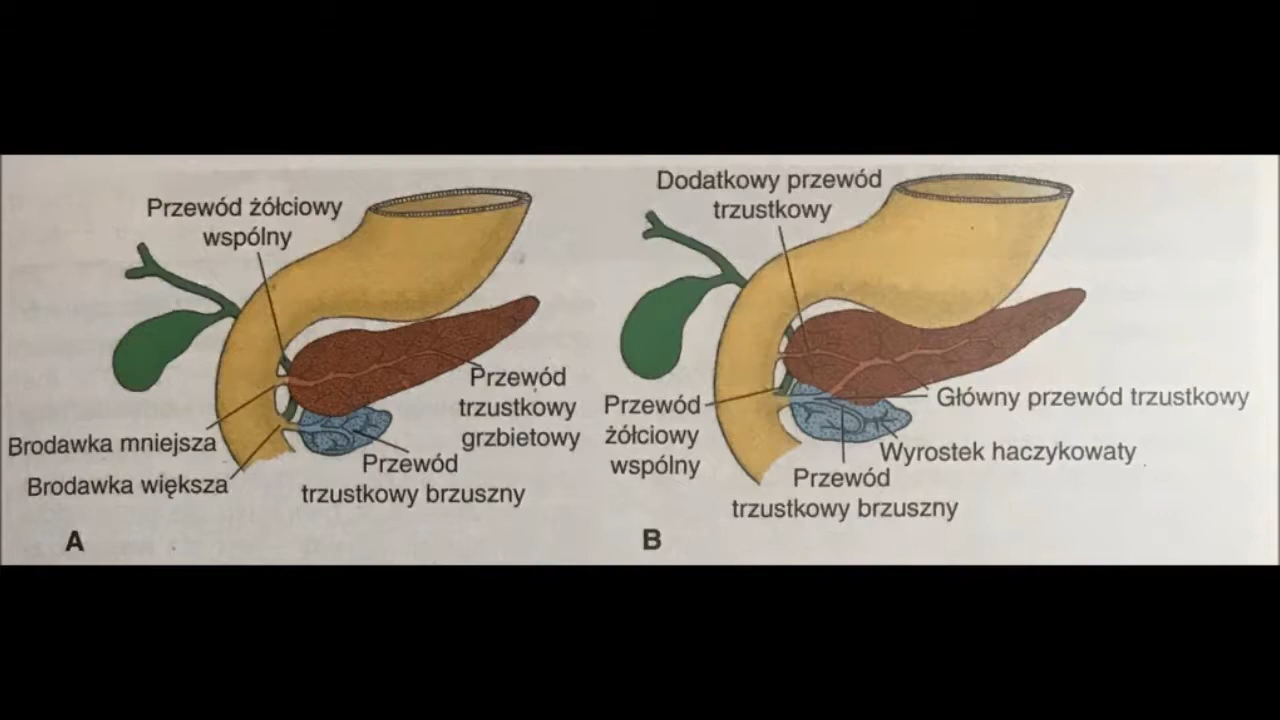 Przewód żółciowy
wspólny
Brodawka mniejsza
Brodawka większa
Przewód
trzustkowy
grzbietowy
Przewód
trzustkowy brzuszny
A
Dodatkowy przewód
trzustkowy
Przewód
żółciowy
wspólny
Główny przewód trzustkowy
Wyrostek haczykowaty
Przewód
trzustkowy brzuszny
B